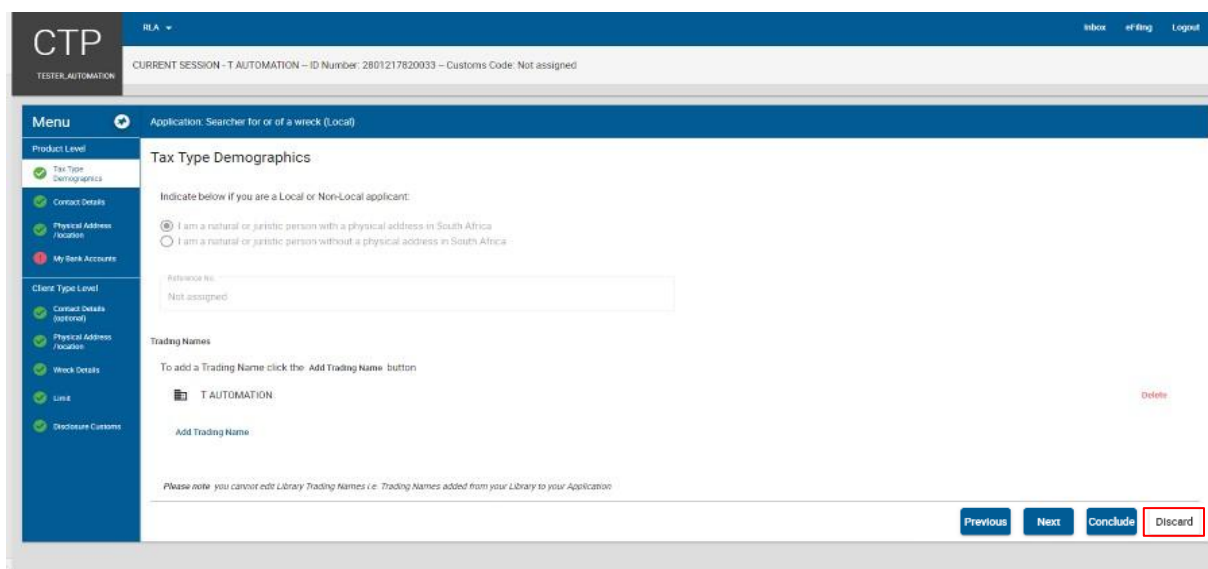 CTP
TESTER_AUTOMATION
RLA
Inbox eFiling Logout
CURRENT SESSION - T AUTOMATION – ID Number: 2801217820033 – Customs Code: Not assigned
Menu
Application: Searcher for or of a wreck (Local)
Product Level
Tax Type
Demographics
Contact Details
Physical Address
/location
My Bank Accounts
Client Type Level
Contact Details
(optional)
Physical Address
/location
Wreck Details
Limit
Disclosure Customs
Tax Type Demographics
Indicate below if you are a Local or Non-Local applicant:
I am a natural or juristic person with a physical address in South Africa
I am a natural or juristic person without a physical address in South Africa
Reference No.
Not assigned
Trading Names
To add a Trading Name click the Add Trading Name button
T AUTOMATION
Delete
Add Trading Name
Please note you cannot edit Library Trading Names i.e. Trading Names added from your Library to your Application
Previous Next Conclude Discard